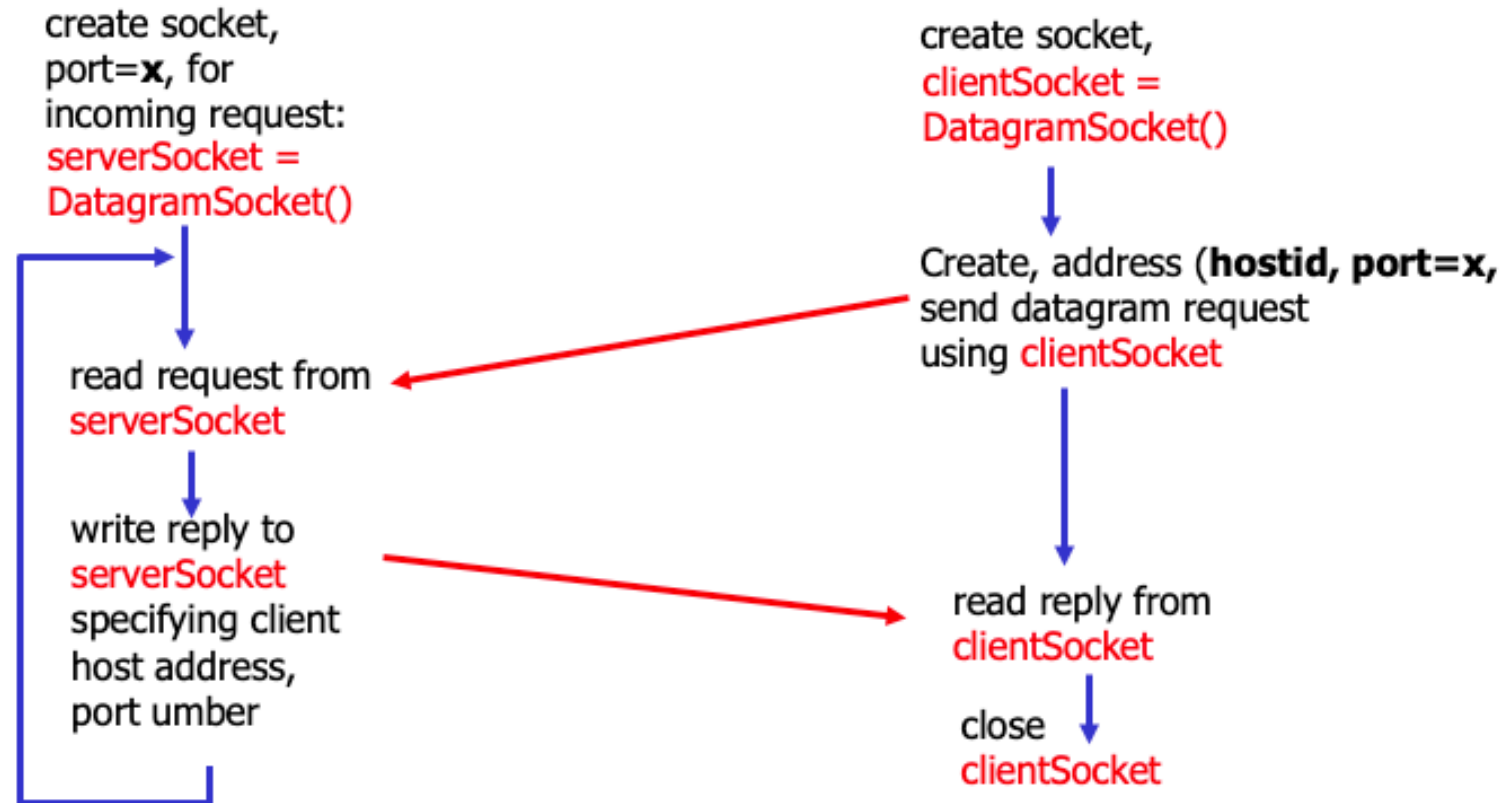 create socket,
port=x, for
incoming request:
serverSocket =
DatagramSocket()
read request from
serverSocket
write reply to
serverSocket
specifying client
host address,
port umber
create socket,
clientSocket =
DatagramSocket()
Create, address (hostid, port=x,
send datagram request
using clientSocket
read reply from
clientSocket
close
clientSocket